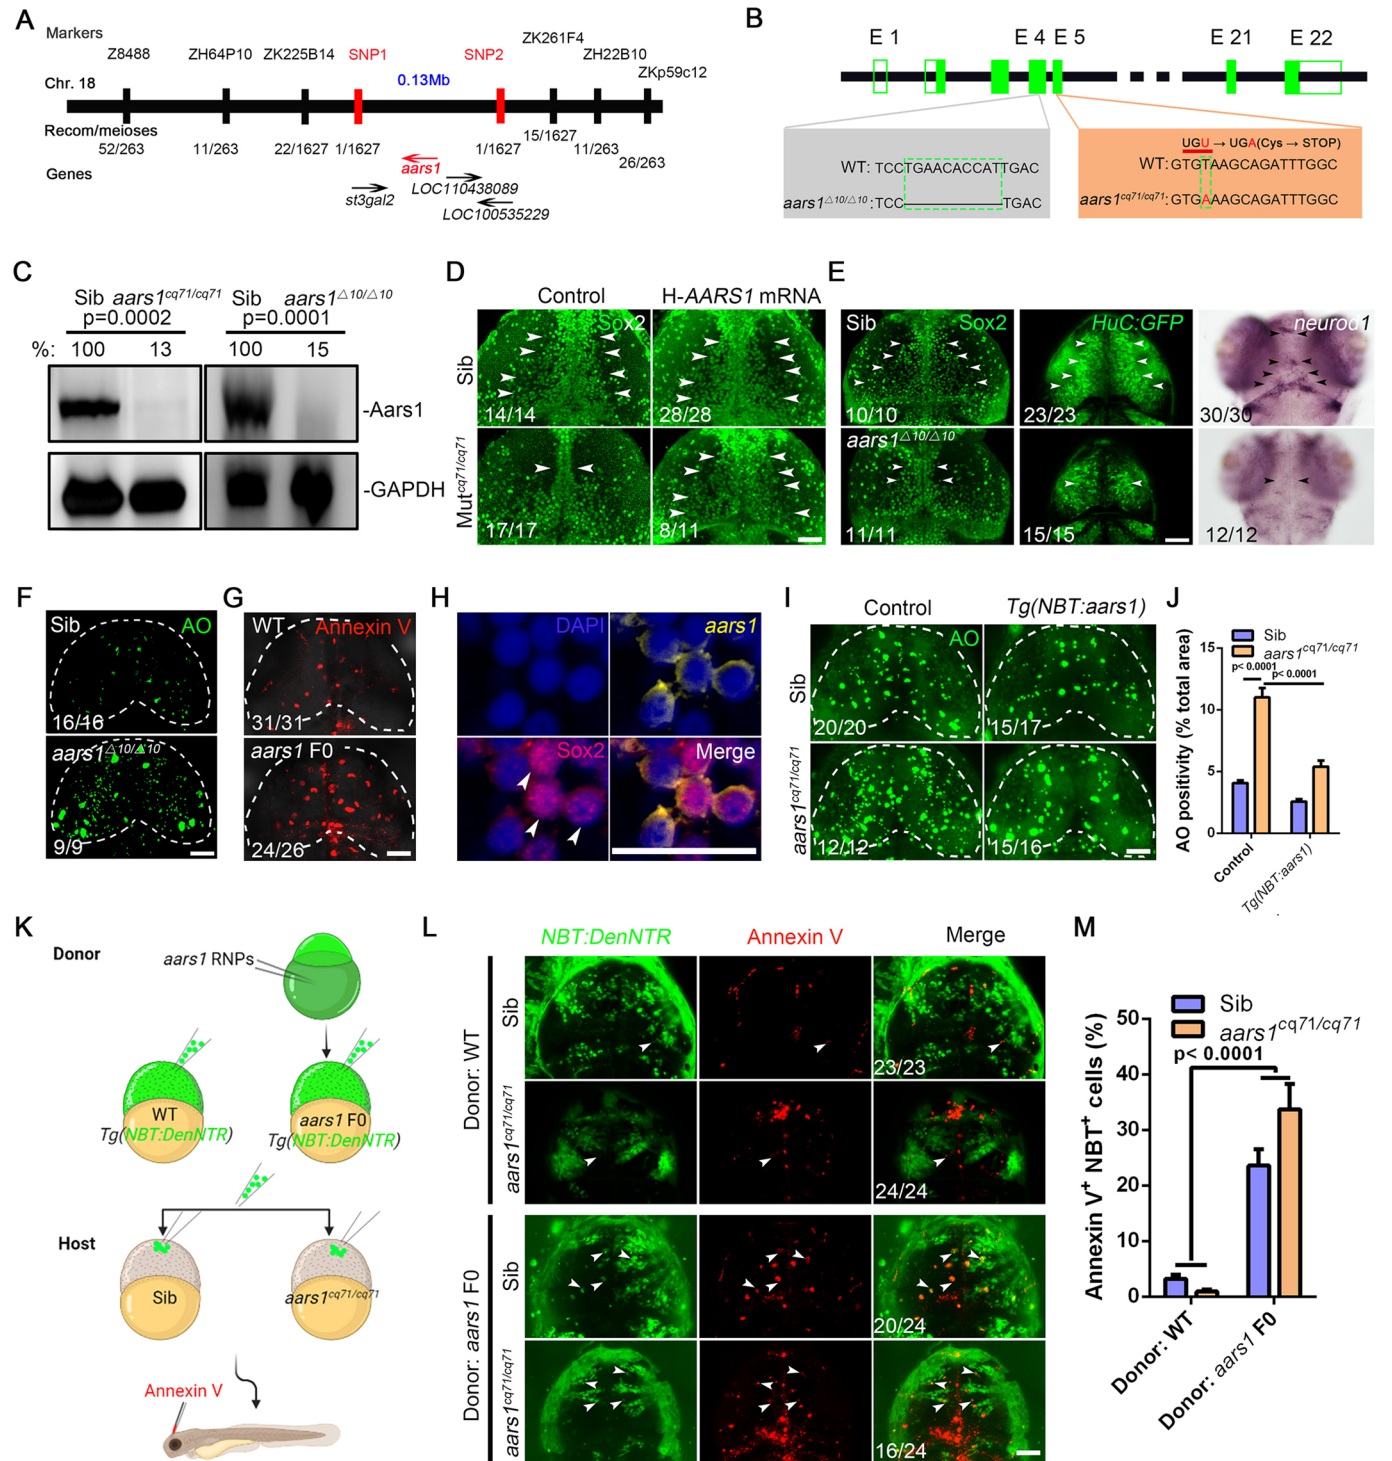 A
Markers
Z8488
ZH64P10
ZK225B14
SNP1
SNP2
ZK261F4
ZH22B10
ZKp59c12
Chr. 18
0.13Mb
Recom/meioses
52/263
11/263
22/1627
1/1627
1/1627
15/1627
11/263
26/263
Genes
aars1
st3gal2
LOC110438089
LOC100535229
B
E 1
E 4
E 5
E 21
E 22
WT: TCCTGAACACCATTGAC
aars1△10/△10:TCC TGAC
UGU → UGA(Cys → STOP)
WT:GTGTAAGCAGATTTGGC
aars1cq71/cq71:GTGAAAGCAGATTTGGC
C
Sib aars1cq71/cq71
p=0.0002
Sib aars1△10/△10
p=0.0001
%: 100 13 100 15
-Aars1
-GAPDH
D
Control
H-AARS1 mRNA
Sox2
Sib
14/14
28/28
Mutcq71/cq71
17/17
8/11
E
Sib
Sox2
HuC:GFP
neurod1
10/10
23/23
30/30
aars1△10/△10
11/11
15/15
12/12
F
Sib
AO
16/16
aars1△10/△10
9/9
G
WT
Annexin V
31/31
aars1 F0
24/26
H
DAPI
aars1
Sox2
Merge
I
Control
Tg(NBT:aars1)
AO
Sib
20/20
15/17
aars1cq71/cq71
12/12
15/16
J
Sib
aars1cq71/cq71
p< 0.0001
p< 0.0001
AO positivity (% total area)
15
10
5
0
Control
Tg(NBT:aars1)
K
Donor
aars1 RNPs
WT
Tg(NBT:DenNTR)
aars1 F0
Tg(NBT:DenNTR)
Host
Sib
aars1cq71/cq71
Annexin V
L
NBT:DenNTR
Annexin V
Merge
Donor: WT
Sib
23/23
aars1cq71/cq71
24/24
Donor: aars1 F0
Sib
20/24
aars1cq71/cq71
16/24
M
Sib
aars1cq71/cq71
p< 0.0001
Annexin V+ NBT+ cells (%)
50
40
30
20
10
0
Donor: WT
Donor: aars1 F0